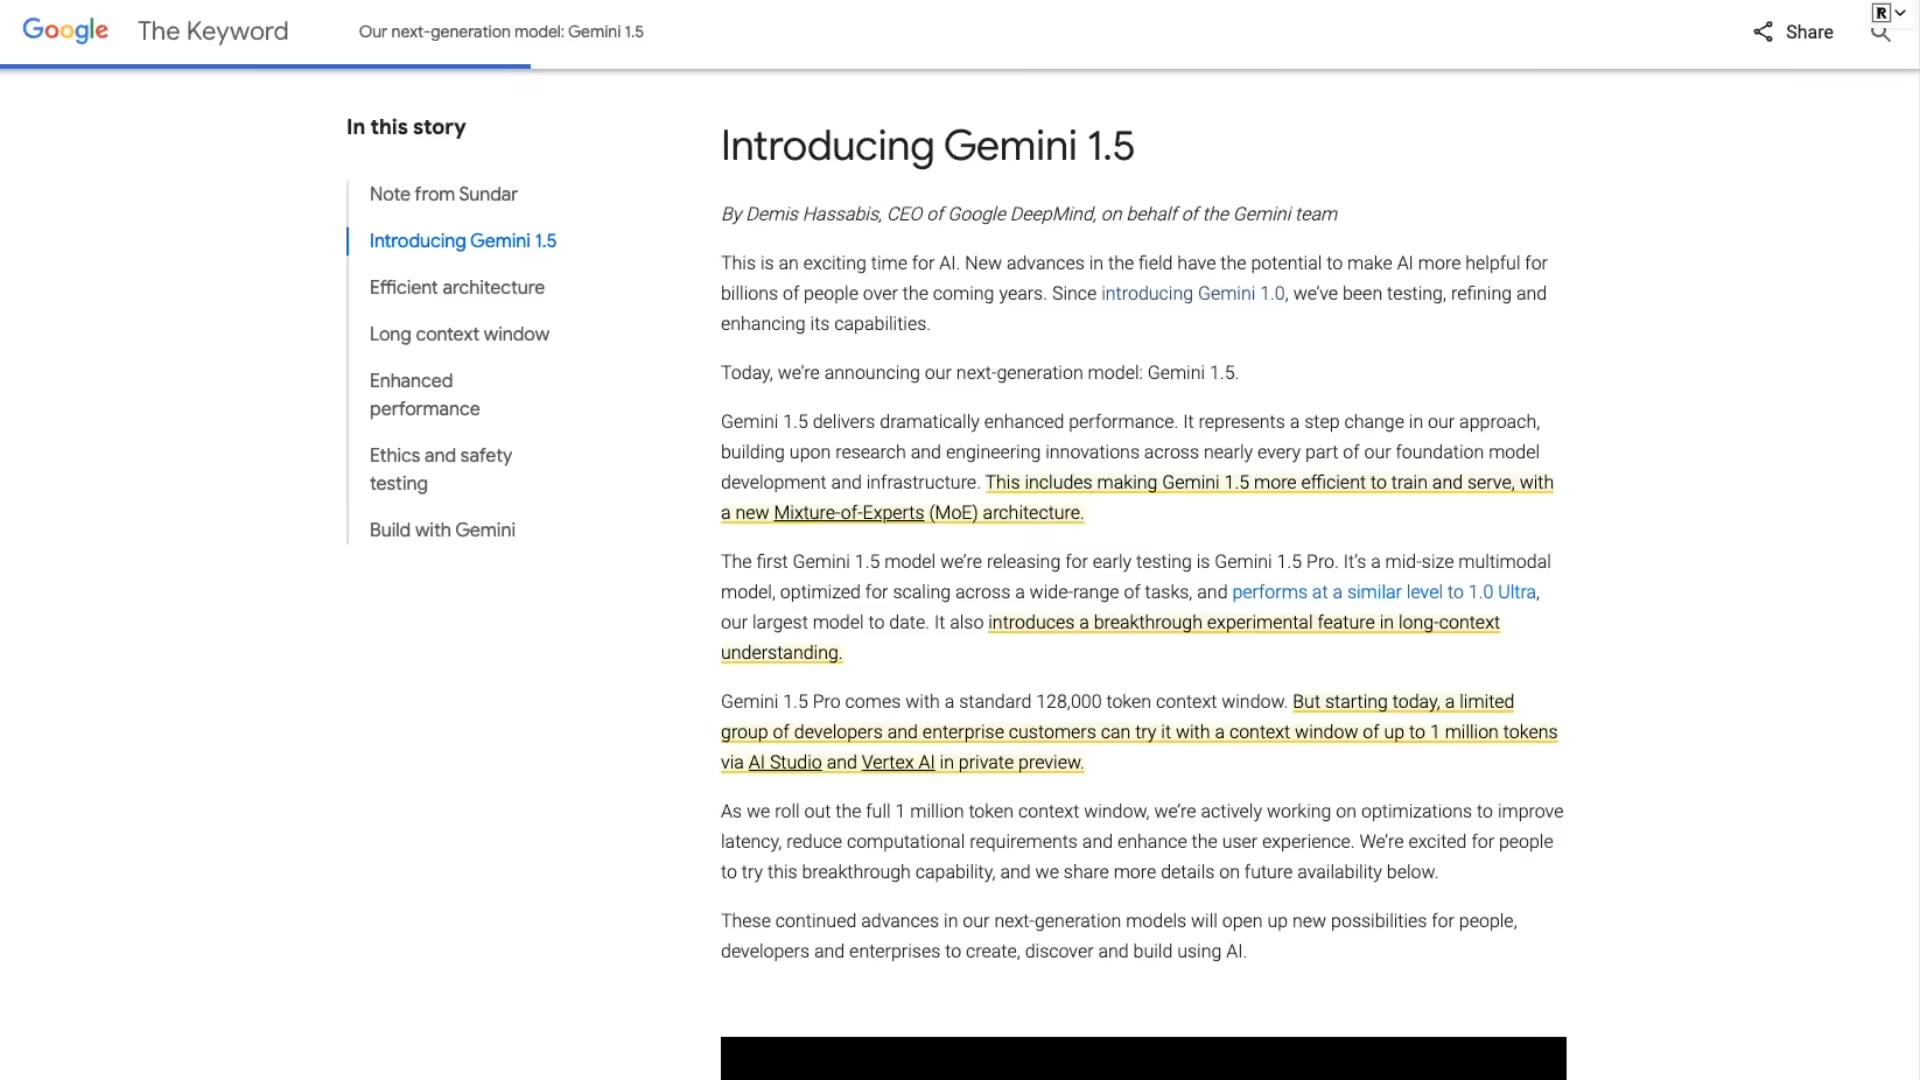 Google The Keyword Our next-generation model: Gemini 1.5 Share R
In this story
Note from Sundar
Introducing Gemini 1.5
Efficient architecture
Long context window
Enhanced
performance
Ethics and safety
testing
Build with Gemini
Introducing Gemini 1.5
By Demis Hassabis, CEO of Google DeepMind, on behalf of the Gemini team
This is an exciting time for AI. New advances in the field have the potential to make AI more helpful for
billions of people over the coming years. Since introducing Gemini 1.0, we’ve been testing, refining and
enhancing its capabilities.
Today, we’re announcing our next-generation model: Gemini 1.5.
Gemini 1.5 delivers dramatically enhanced performance. It represents a step change in our approach,
building upon research and engineering innovations across nearly every part of our foundation model
development and infrastructure. This includes making Gemini 1.5 more efficient to train and serve, with
a new Mixture-of-Experts (MoE) architecture.
The first Gemini 1.5 model we’re releasing for early testing is Gemini 1.5 Pro. It’s a mid-size multimodal
model, optimized for scaling across a wide-range of tasks, and performs at a similar level to 1.0 Ultra,
our largest model to date. It also introduces a breakthrough experimental feature in long-context
understanding.
Gemini 1.5 Pro comes with a standard 128,000 token context window. But starting today, a limited
group of developers and enterprise customers can try it with a context window of up to 1 million tokens
via AI Studio and Vertex AI in private preview.
As we roll out the full 1 million token context window, we’re actively working on optimizations to improve
latency, reduce computational requirements and enhance the user experience. We’re excited for people
to try this breakthrough capability, and we share more details on future availability below.
These continued advances in our next-generation models will open up new possibilities for people,
developers and enterprises to create, discover and build using AI.